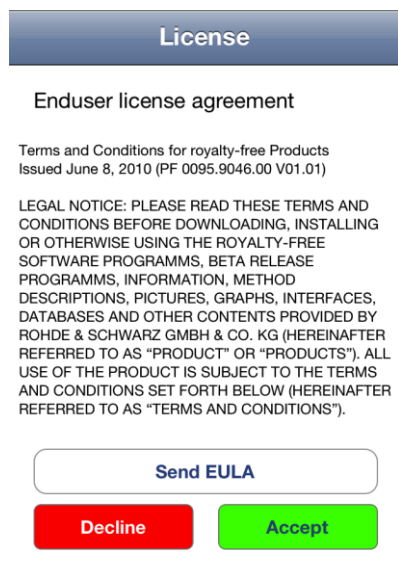 License
Enduser license agreement
Terms and Conditions for royalty-free Products
Issued June 8, 2010 (PF 0095.9046.00 V01.01)
LEGAL NOTICE: PLEASE READ THESE TERMS AND
CONDITIONS BEFORE DOWNLOADING, INSTALLING
OR OTHERWISE USING THE ROYALTY-FREE
SOFTWARE PROGRAMMS, BETA RELEASE
PROGRAMMS, INFORMATION, METHOD
DESCRIPTIONS, PICTURES, GRAPHS, INTERFACES,
DATABASES AND OTHER CONTENTS PROVIDED BY
ROHDE & SCHWARZ GMBH & CO. KG (HEREINAFTER
REFERRED TO AS “PRODUCT” OR “PRODUCTS”). ALL
USE OF THE PRODUCT IS SUBJECT TO THE TERMS
AND CONDITIONS SET FORTH BELOW (HEREINAFTER
REFERRED TO AS “TERMS AND CONDITIONS”).
Send EULA
Decline Accept